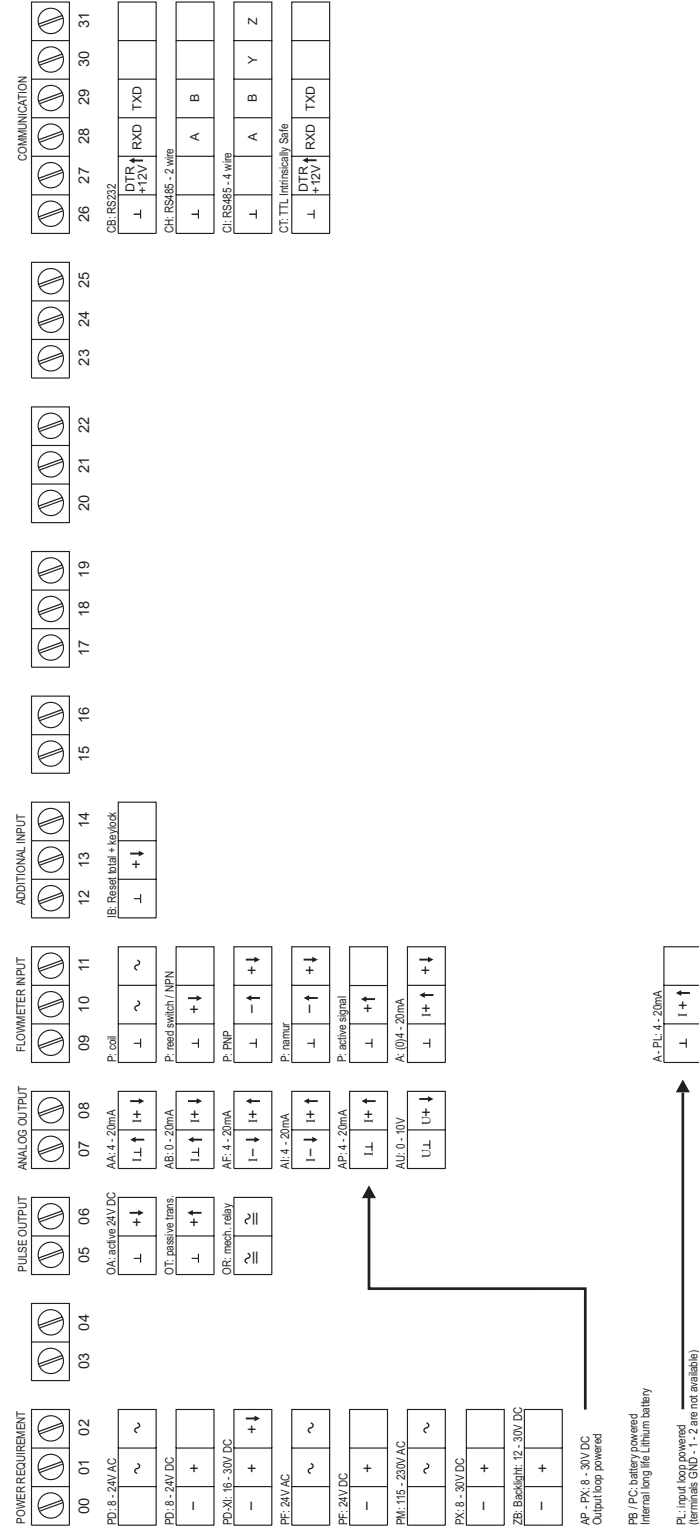 POWER REQUIREMENT
00 01 02
PD: 8 - 24V AC
~ ~
PD: 8 - 24V DC
− +
PD-XI: 16 - 30V DC
− + +↓
PF: 24V AC
~ ~
PF: 24V DC
− +
PM: 115 - 230V AC
~ ~
PX: 8 - 30V DC
− +
ZB: Backlight: 12 - 30V DC
− +
AP - PX: 8 - 30V DC
Output loop powered
PB / PC: battery powered
Internal long life Lithium battery
PL: input loop powered
(terminals GND - 1 - 2 are not available)
03 04
PULSE OUTPUT
05 06
OA: active 24V DC
⊥ +↓
OT: passive trans.
⊥ +↑
OR: mech. relay
ANALOG OUTPUT
07 08
AA: 4 - 20mA
I⊥↑ I+↓
AB: 0 - 20mA
I⊥↑ I+↓
AF: 4 - 20mA
I−↓ I+↑
AI: 4 - 20mA
I−↓ I+↑
AP: 4 - 20mA
I⊥ I+↑
AU: 0 - 10V
U⊥ U+↓
FLOWMETER INPUT
09 10 11
P: coil
⊥ ~ ~
P: reed switch / NPN
⊥ +↓
P: PNP
⊥ −↑ +↓
P: namur
⊥ −↑ +↓
P: active signal
⊥ +↑
A: (0)4 - 20mA
⊥ I+↑ +↓
A - PL: 4 - 20mA
⊥ I+↑
ADDITIONAL INPUT
12 13 14
IB: Reset total + keylock
⊥ +↓
15 16
17 18 19
20 21 22
23 24 25
COMMUNICATION
26 27 28 29 30 31
CB: RS232
⊥ DTR +12V↑ RXD TXD
CH: RS485 - 2 wire
⊥ A B
CI: RS485 - 4 wire
⊥ A B Y Z
CT: TTL Intrinsically Safe
⊥ DTR +12V↑ RXD TXD